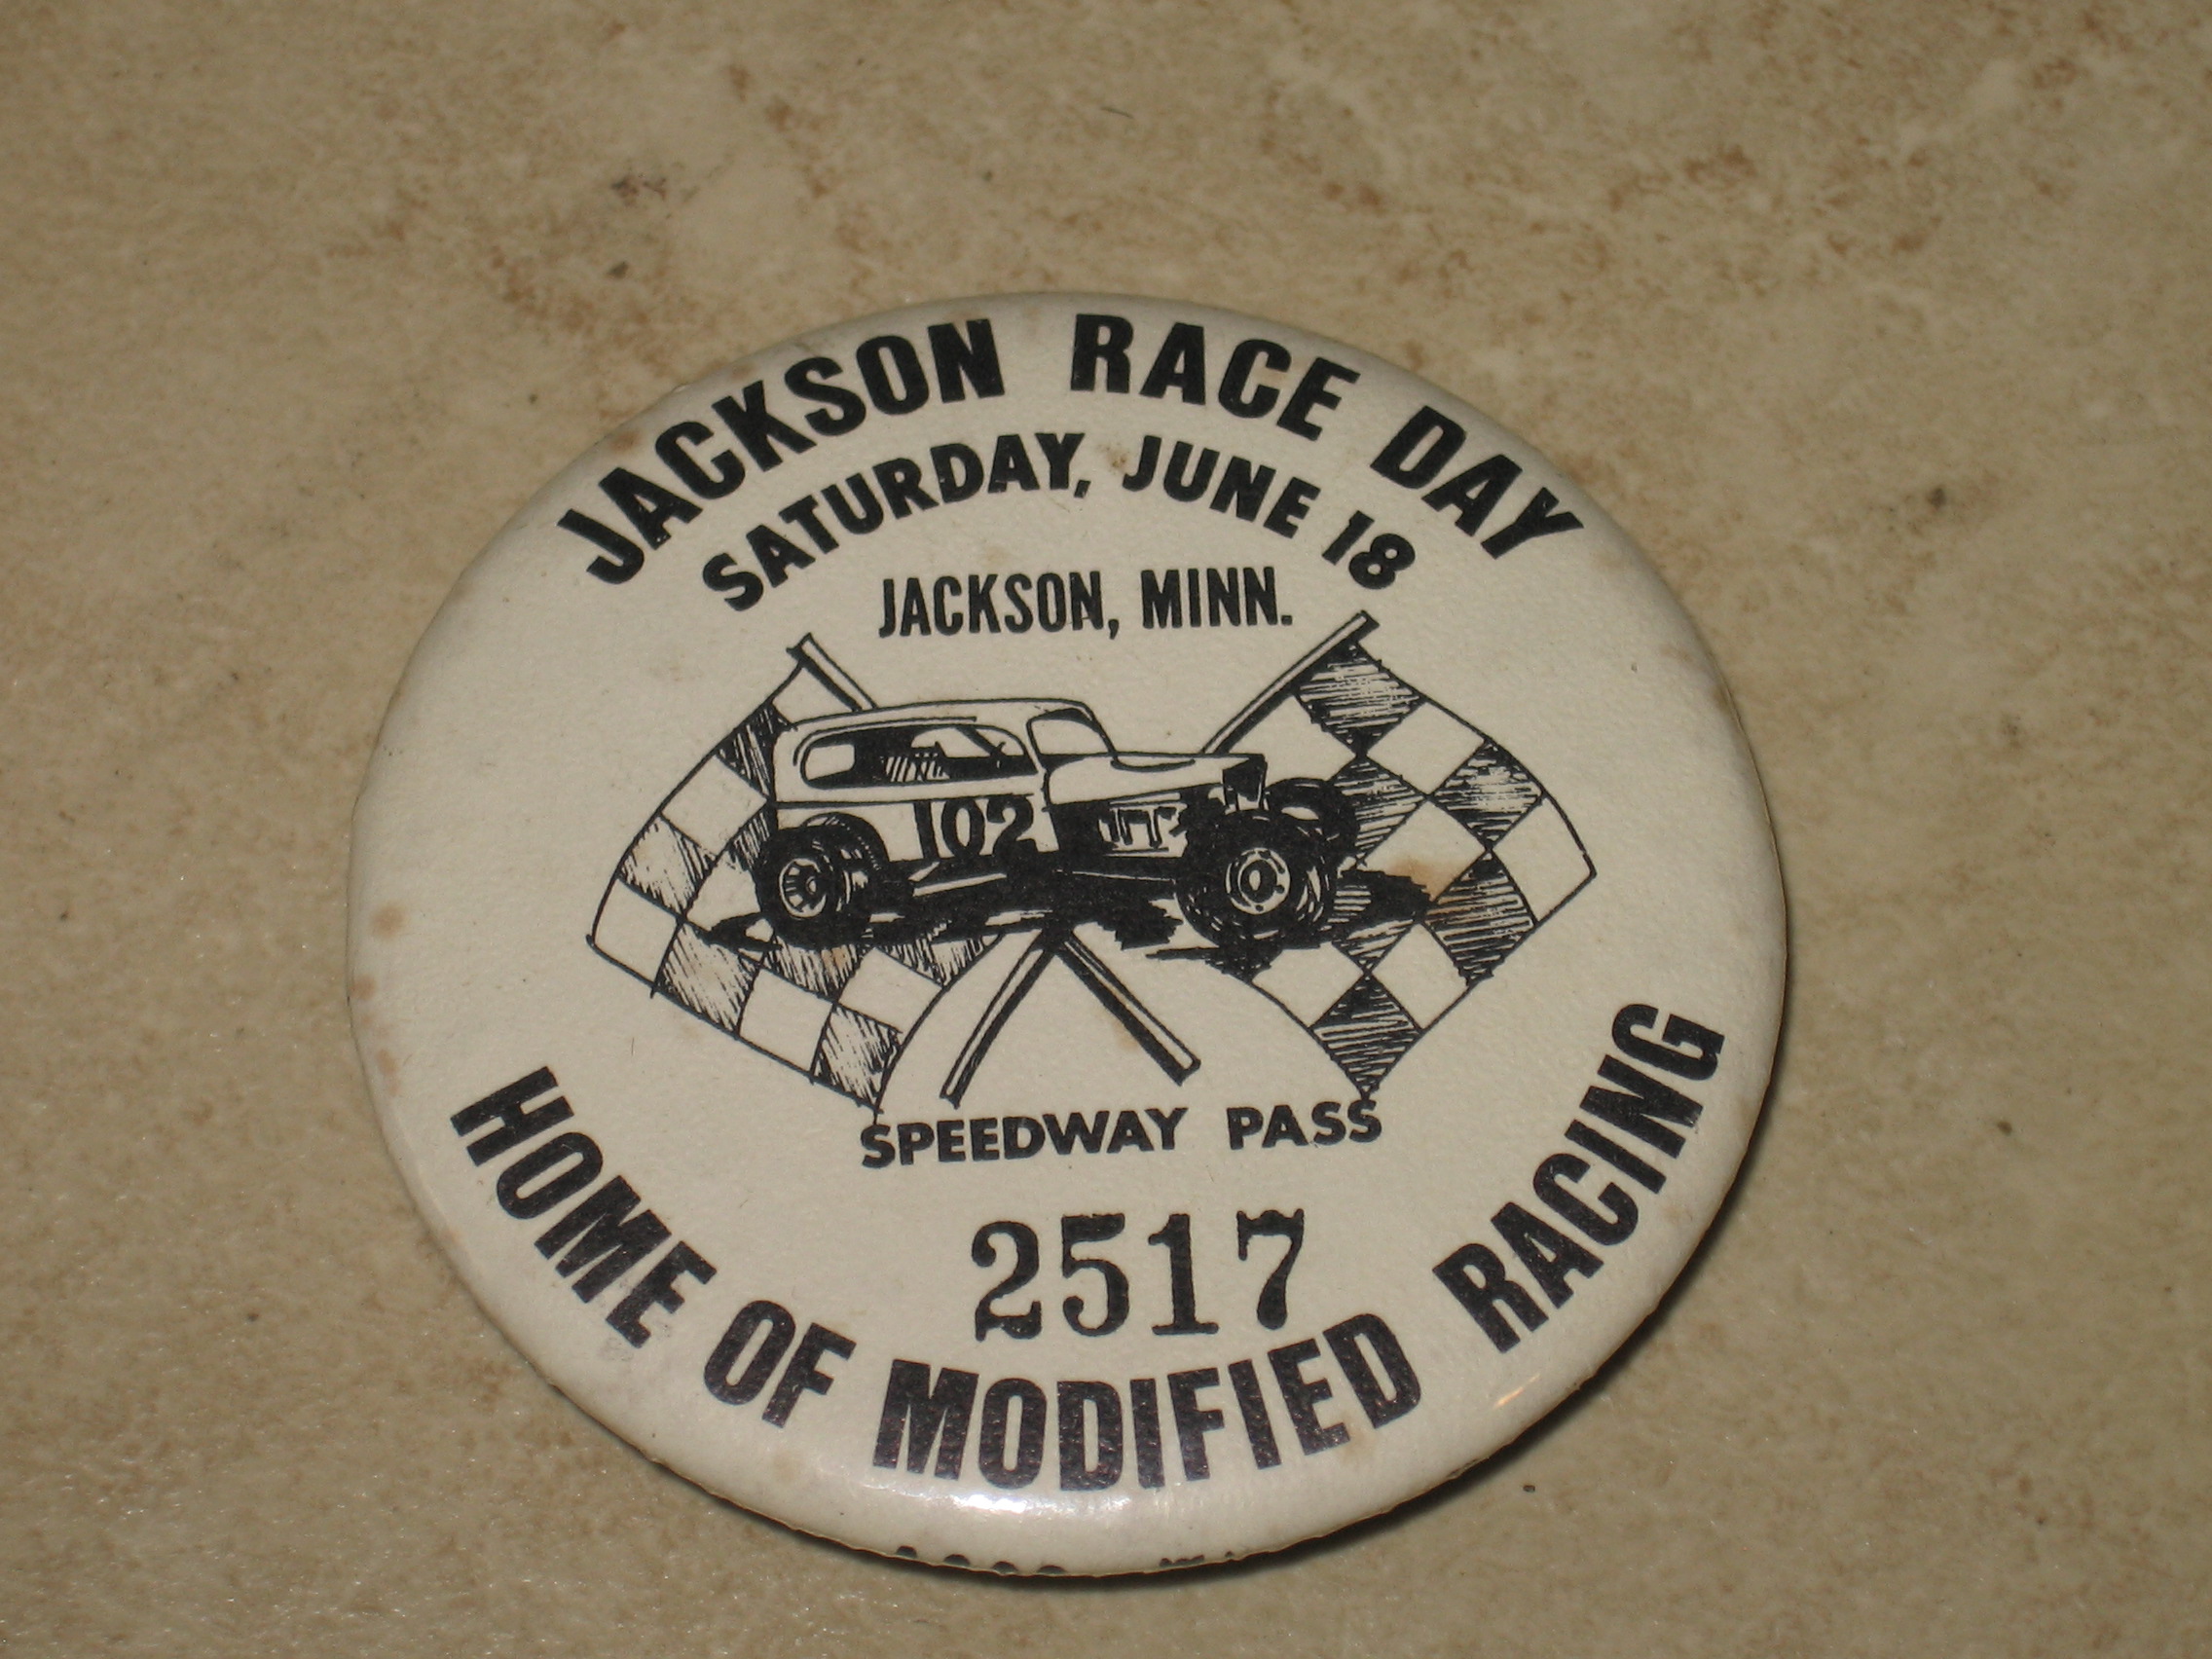 JACKSON RACE DAY
SATURDAY, JUNE 18
JACKSON, MINN.
102
SPEEDWAY PASS
2517
HOME OF MODIFIED RACING